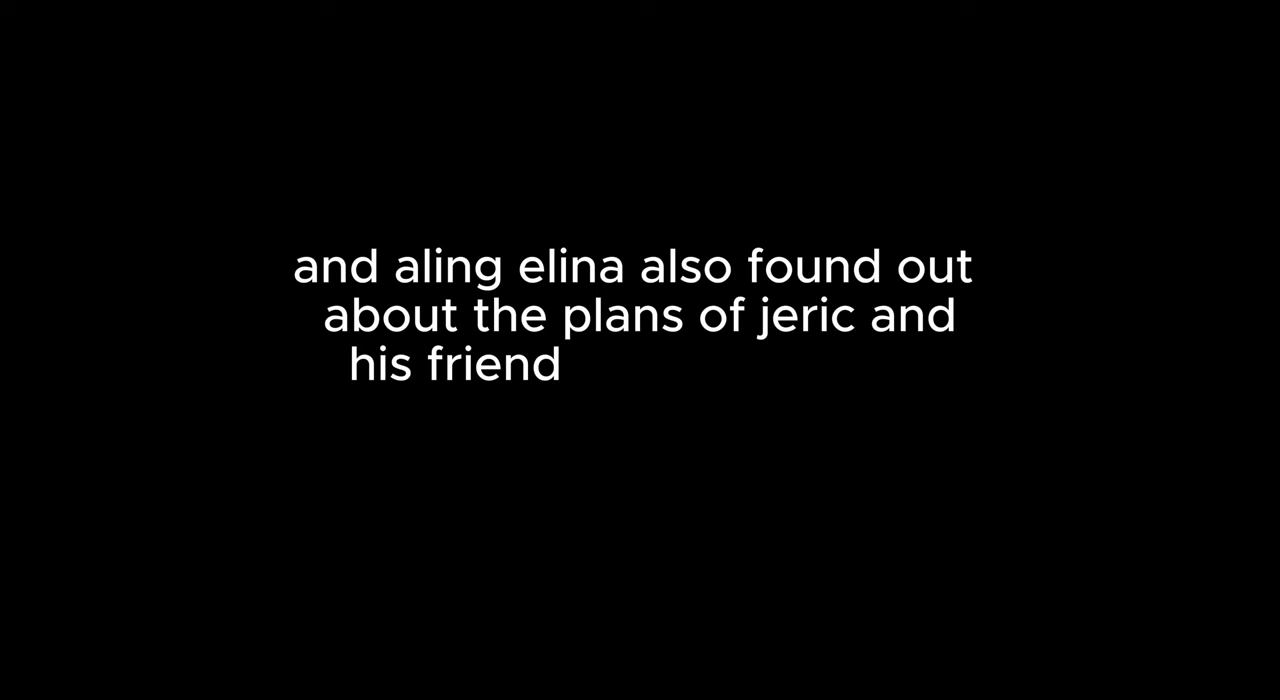 and aling elina also found out
about the plans of jeric and
his friend